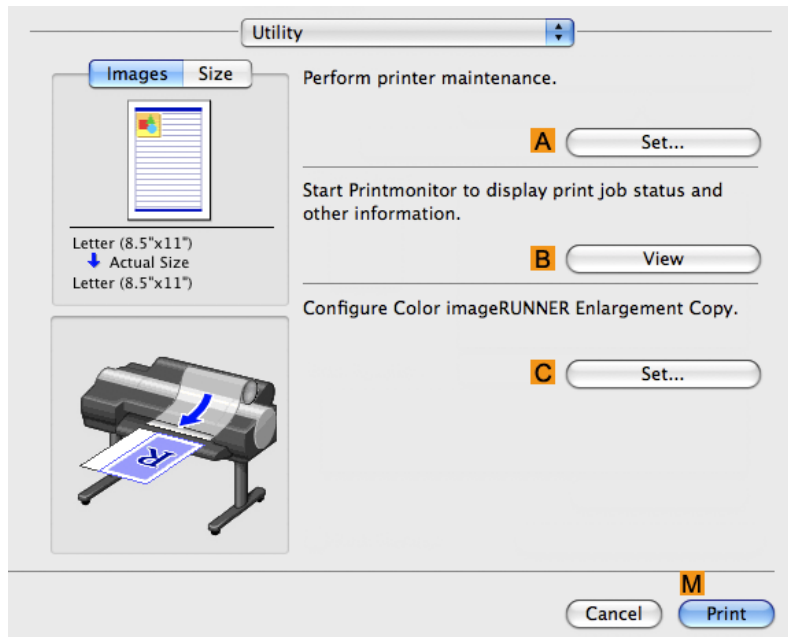 Utility
Images Size
Letter (8.5"x11")
Actual Size
Letter (8.5"x11")
Perform printer maintenance.
A Set...
Start Printmonitor to display print job status and
other information.
B View
Configure Color imageRUNNER Enlargement Copy.
C Set...
R
M
Cancel Print